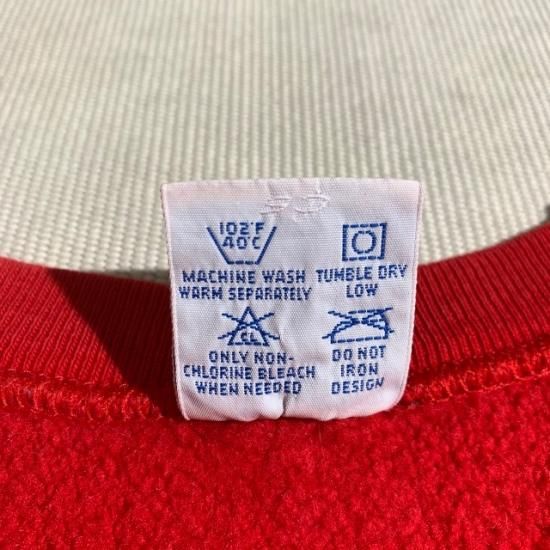 102°F
40°C
MACHINE WASH
WARM SEPARATELY
TUMBLE DRY
LOW
CL
ONLY NON-
CHLORINE BLEACH
WHEN NEEDED
DO NOT
IRON
DESIGN